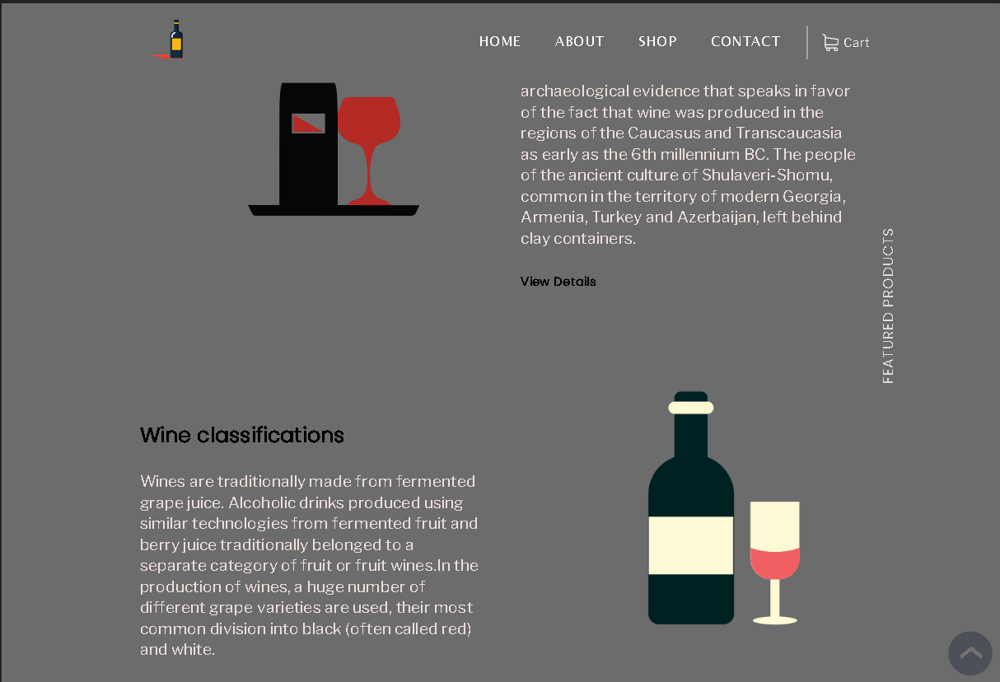 HOME ABOUT SHOP CONTACT Cart
archaeological evidence that speaks in favor
of the fact that wine was produced in the
regions of the Caucasus and Transcaucasia
as early as the 6th millennium BC. The people
of the ancient culture of Shulaveri-Shomu,
common in the territory of modern Georgia,
Armenia, Turkey and Azerbaijan, left behind
clay containers.
View Details
FEATURED PRODUCTS
Wine classifications
Wines are traditionally made from fermented
grape juice. Alcoholic drinks produced using
similar technologies from fermented fruit and
berry juice traditionally belonged to a
separate category of fruit or fruit wines.In the
production of wines, a huge number of
different grape varieties are used, their most
common division into black (often called red)
and white.